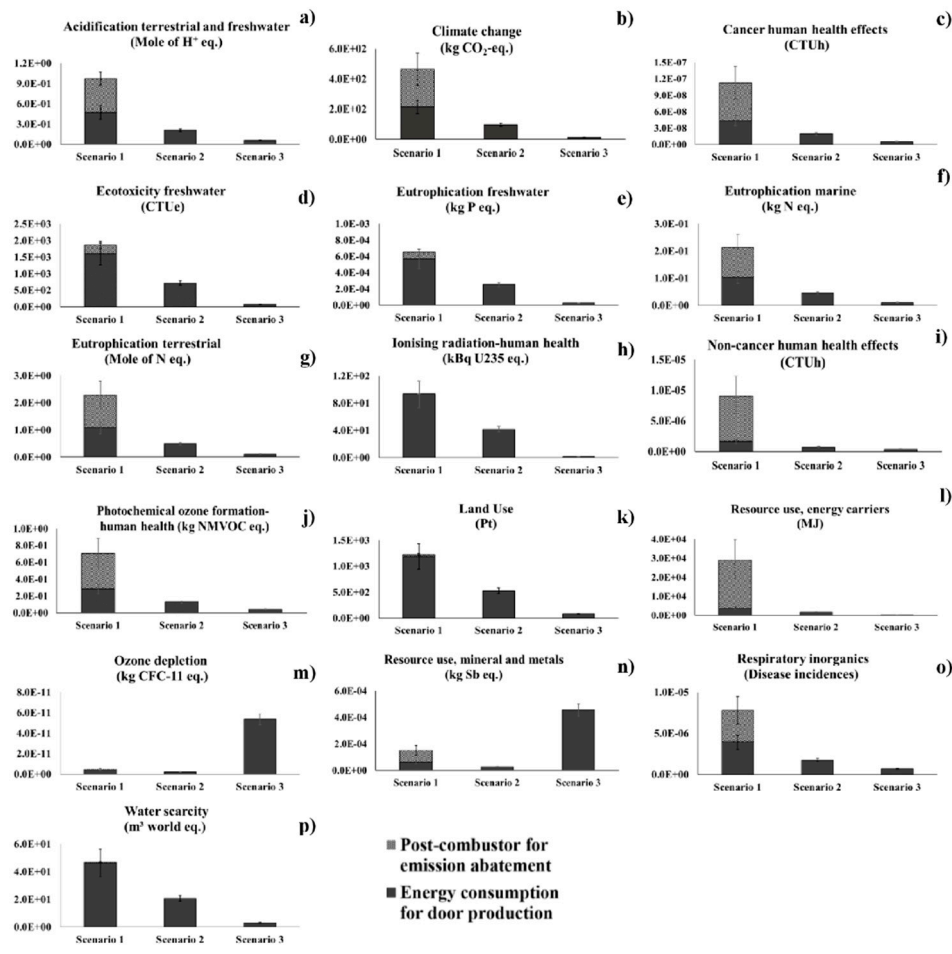 a)
Acidification terrestrial and freshwater
(Mole of H⁺ eq.)
1.2E+00
9.0E-01
6.0E-01
3.0E-01
0.0E+00
Scenario 1 Scenario 2 Scenario 3
b)
Climate change
(kg CO₂-eq.)
6.0E+02
4.0E+02
2.0E+02
0.0E+00
Scenario 1 Scenario 2 Scenario 3
c)
Cancer human health effects
(CTUh)
1.5E-07
1.2E-07
9.0E-08
6.0E-08
3.0E-08
0.0E+00
Scenario 1 Scenario 2 Scenario 3
Ecotoxicity freshwater
(CTUe)
d)
2.5E+03
2.0E+03
1.5E+03
1.0E+03
5.0E+02
0.0E+00
Scenario 1 Scenario 2 Scenario 3
Eutrophication freshwater
(kg P eq.)
e)
1.0E-03
8.0E-04
6.0E-04
4.0E-04
2.0E-04
0.0E+00
Scenario 1 Scenario 2 Scenario 3
f)
Eutrophication marine
(kg N eq.)
3.0E-01
2.0E-01
1.0E-01
0.0E+00
Scenario 1 Scenario 2 Scenario 3
Eutrophication terrestrial
(Mole of N eq.)
g)
4.0E+00
3.0E+00
2.0E+00
1.0E+00
0.0E+00
Scenario 1 Scenario 2 Scenario 3
Ionising radiation-human health
(kBq U235 eq.)
h)
1.2E+02
8.0E+01
4.0E+01
0.0E+00
Scenario 1 Scenario 2 Scenario 3
i)
Non-cancer human health effects
(CTUh)
1.5E-05
1.0E-05
5.0E-06
0.0E+00
Scenario 1 Scenario 2 Scenario 3
Photochemical ozone formation-
human health (kg NMVOC eq.)
j)
1.0E+00
8.0E-01
6.0E-01
4.0E-01
2.0E-01
0.0E+00
Scenario 1 Scenario 2 Scenario 3
Land Use
(Pt)
k)
1.5E+03
1.0E+03
5.0E+02
0.0E+00
Scenario 1 Scenario 2 Scenario 3
l)
Resource use, energy carriers
(MJ)
4.0E+04
3.0E+04
2.0E+04
1.0E+04
0.0E+00
Scenario 1 Scenario 2 Scenario 3
Ozone depletion
(kg CFC-11 eq.)
m)
8.0E-11
6.0E-11
4.0E-11
2.0E-11
0.0E+00
Scenario 1 Scenario 2 Scenario 3
Resource use, mineral and metals
(kg Sb eq.)
n)
6.0E-04
4.0E-04
2.0E-04
0.0E+00
Scenario 1 Scenario 2 Scenario 3
Respiratory inorganics
(Disease incidences)
o)
1.0E-05
5.0E-06
0.0E+00
Scenario 1 Scenario 2 Scenario 3
Water scarcity
(m³ world eq.)
p)
6.0E+01
4.0E+01
2.0E+01
0.0E+00
Scenario 1 Scenario 2 Scenario 3
Post-combustor for
emission abatement
Energy consumption
for door production